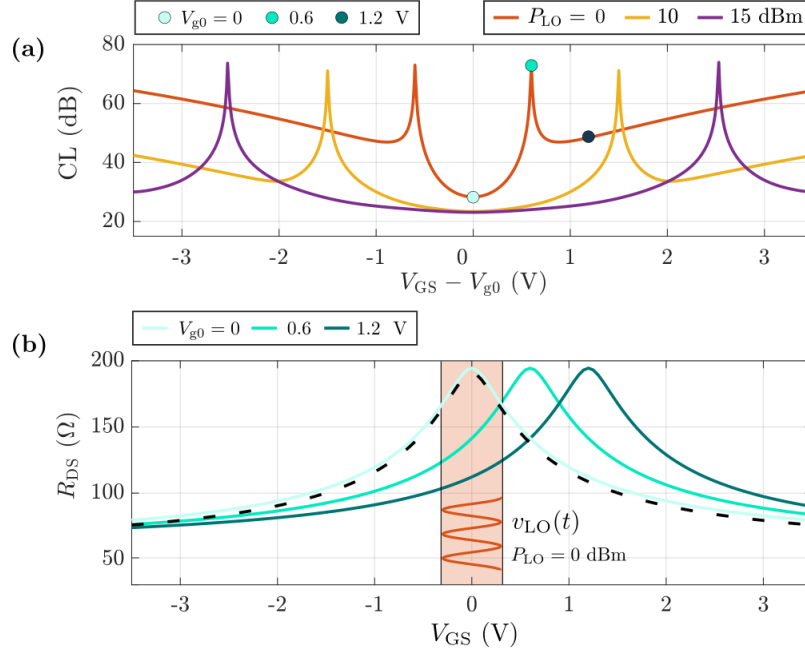 V_g0 = 0 0.6 1.2 V P_LO = 0 10 15 dBm
(a)
CL (dB)
80
60
40
20
-3 -2 -1 0 1 2 3
V_GS − V_g0 (V)
V_g0 = 0 0.6 1.2 V
(b)
R_DS (Ω)
200
150
100
50
v_LO(t)
P_LO = 0 dBm
-3 -2 -1 0 1 2 3
V_GS (V)